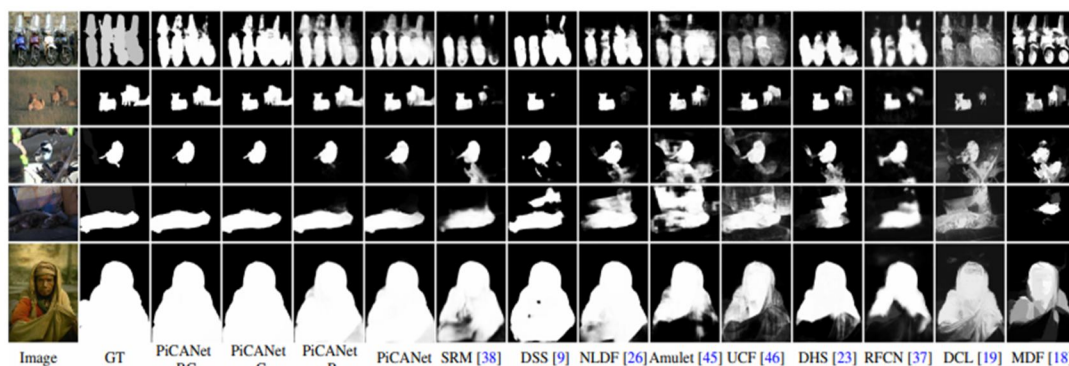 Image GT PiCANet PiCANet PiCANet PiCANet SRM [38] DSS [9] NLDF [26] Amulet [45] UCF [46] DHS [23] RFCN [37] DCL [19] MDF [18]